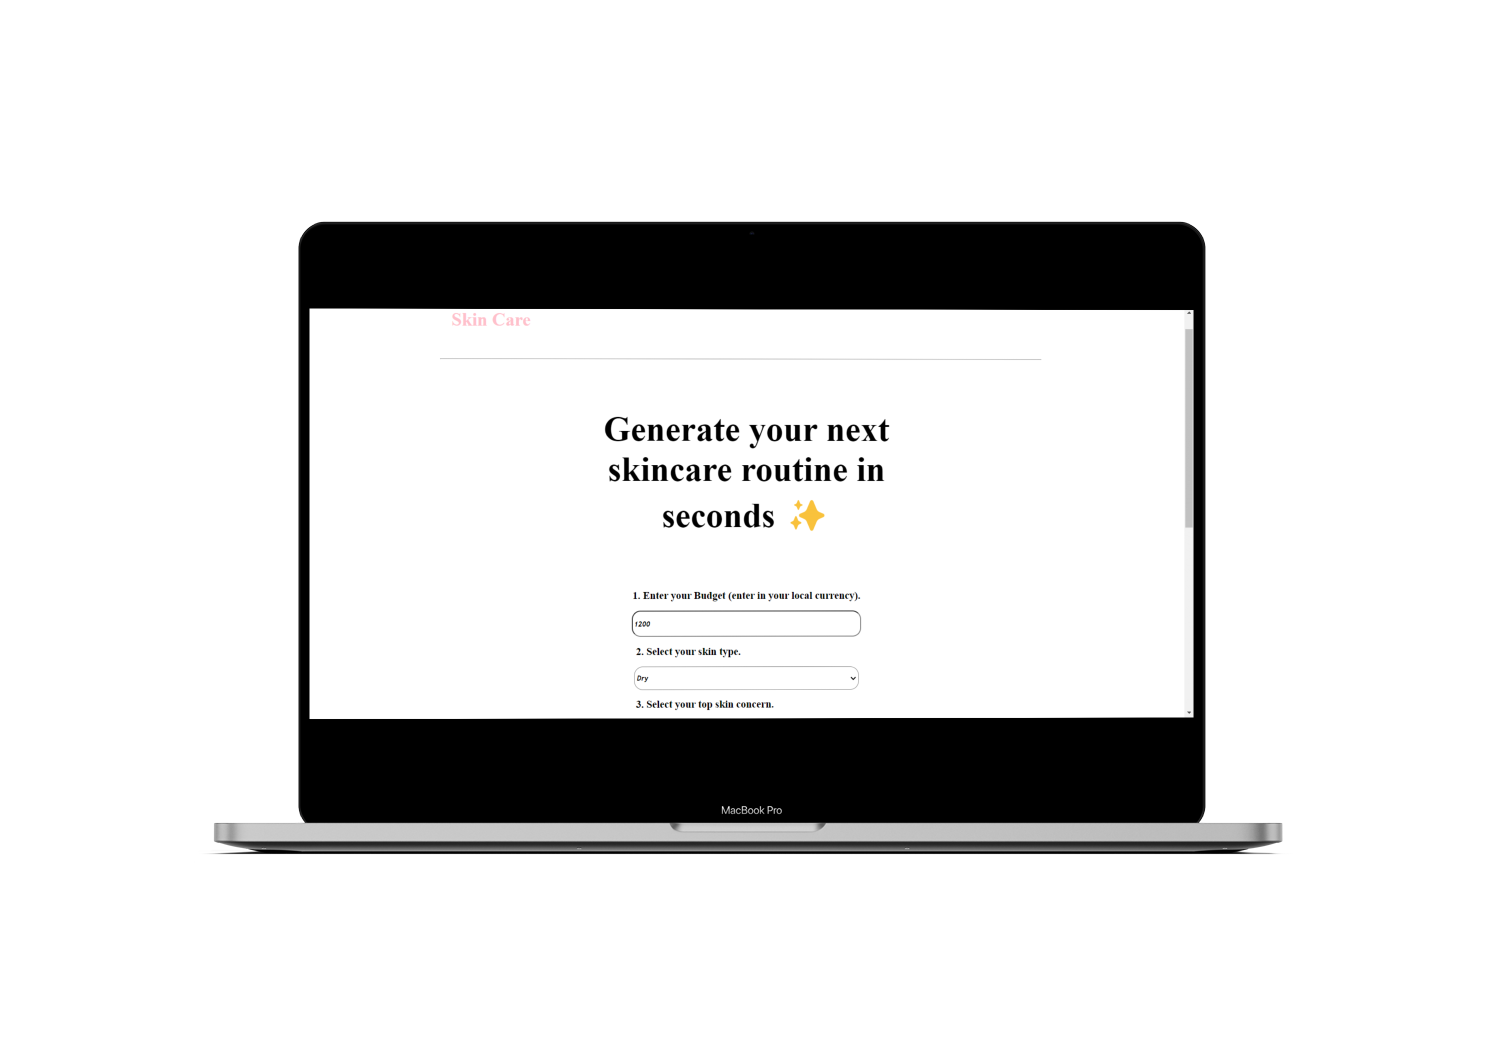 Skin Care
Generate your next
skincare routine in
seconds ✨
1. Enter your Budget (enter in your local currency).
1200
2. Select your skin type.
Dry
3. Select your top skin concern.
MacBook Pro